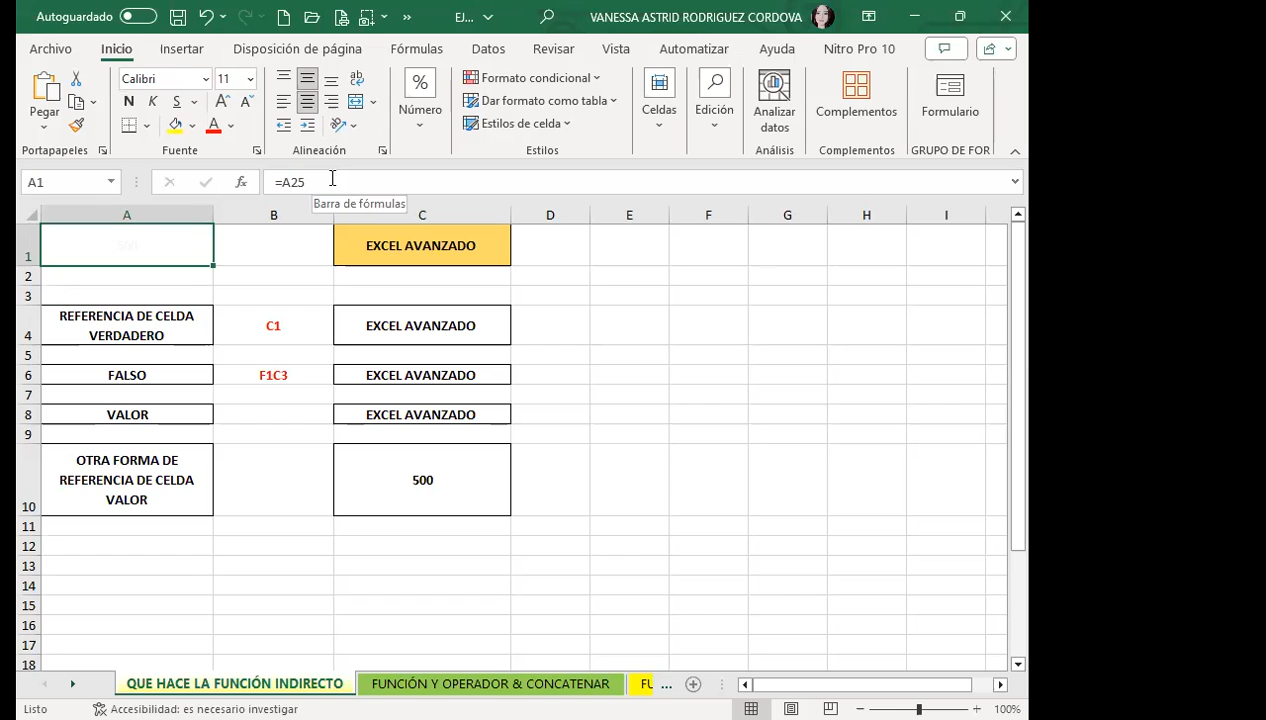 Autoguardado
EJ...
VANESSA ASTRID RODRIGUEZ CORDOVA
Archivo Inicio Insertar Disposición de página Fórmulas Datos Revisar Vista Automatizar Ayuda Nitro Pro 10
Pegar
Portapapeles
Calibri 11
N K S A A
A
Fuente
ab
Alineación
%
Número
Formato condicional
Dar formato como tabla
Estilos de celda
Estilos
Celdas
Edición
Analizar
datos
Análisis
Complementos
Complementos
Formulario
GRUPO DE FOR
A1 fx =A25
Barra de fórmulas
A B C D E F G H I
1 500 EXCEL AVANZADO
2
3
REFERENCIA DE CELDA
4 VERDADERO C1 EXCEL AVANZADO
5
6 FALSO F1C3 EXCEL AVANZADO
7
8 VALOR EXCEL AVANZADO
9
OTRA FORMA DE
REFERENCIA DE CELDA 500
10 VALOR
11
12
13
14
15
16
17
18
QUE HACE LA FUNCIÓN INDIRECTO FUNCIÓN Y OPERADOR & CONCATENAR FU ...
Listo Accesibilidad: es necesario investigar 100%